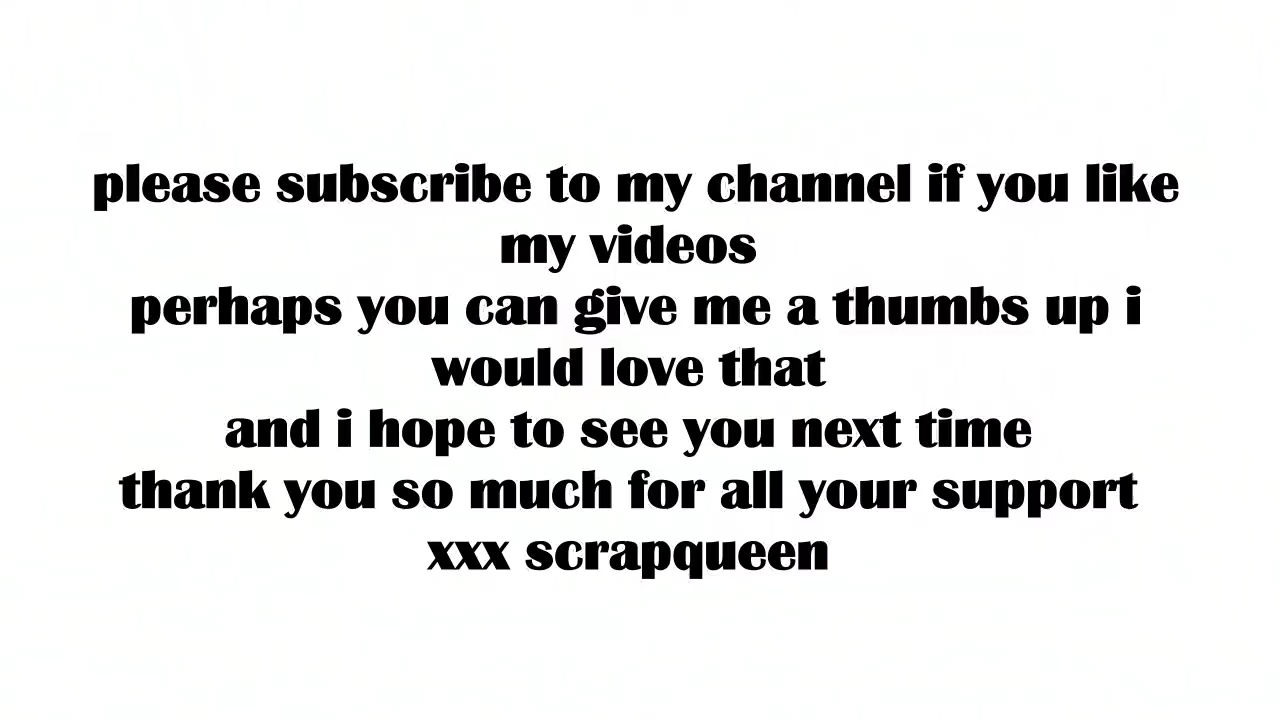 please subscribe to my channel if you like
my videos
perhaps you can give me a thumbs up i
would love that
and i hope to see you next time
thank you so much for all your support
xxx scrapqueen